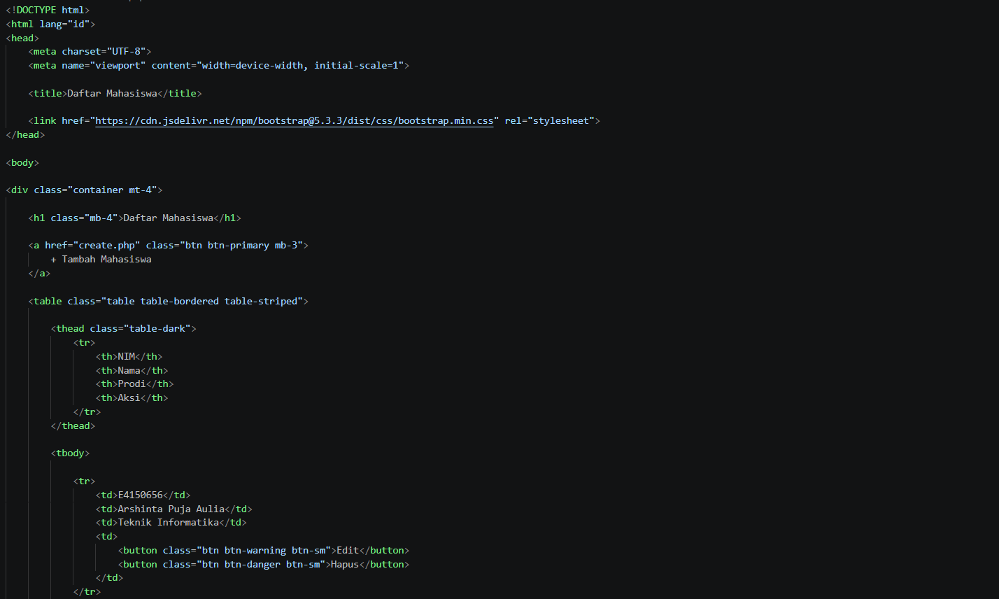 <!DOCTYPE html>
<html lang="id">
<head>
<meta charset="UTF-8">
<meta name="viewport" content="width=device-width, initial-scale=1">
<title>Daftar Mahasiswa</title>
<link href="https://cdn.jsdelivr.net/npm/bootstrap@5.3.3/dist/css/bootstrap.min.css" rel="stylesheet">
</head>
<body>
<div class="container mt-4">
<h1 class="mb-4">Daftar Mahasiswa</h1>
<a href="create.php" class="btn btn-primary mb-3">
+ Tambah Mahasiswa
</a>
<table class="table table-bordered table-striped">
<thead class="table-dark">
<tr>
<th>NIM</th>
<th>Nama</th>
<th>Prodi</th>
<th>Aksi</th>
</tr>
</thead>
<tbody>
<tr>
<td>E4150656</td>
<td>Arshinta Puja Aulia</td>
<td>Teknik Informatika</td>
<td>
<button class="btn btn-warning btn-sm">Edit</button>
<button class="btn btn-danger btn-sm">Hapus</button>
</td>
</tr>